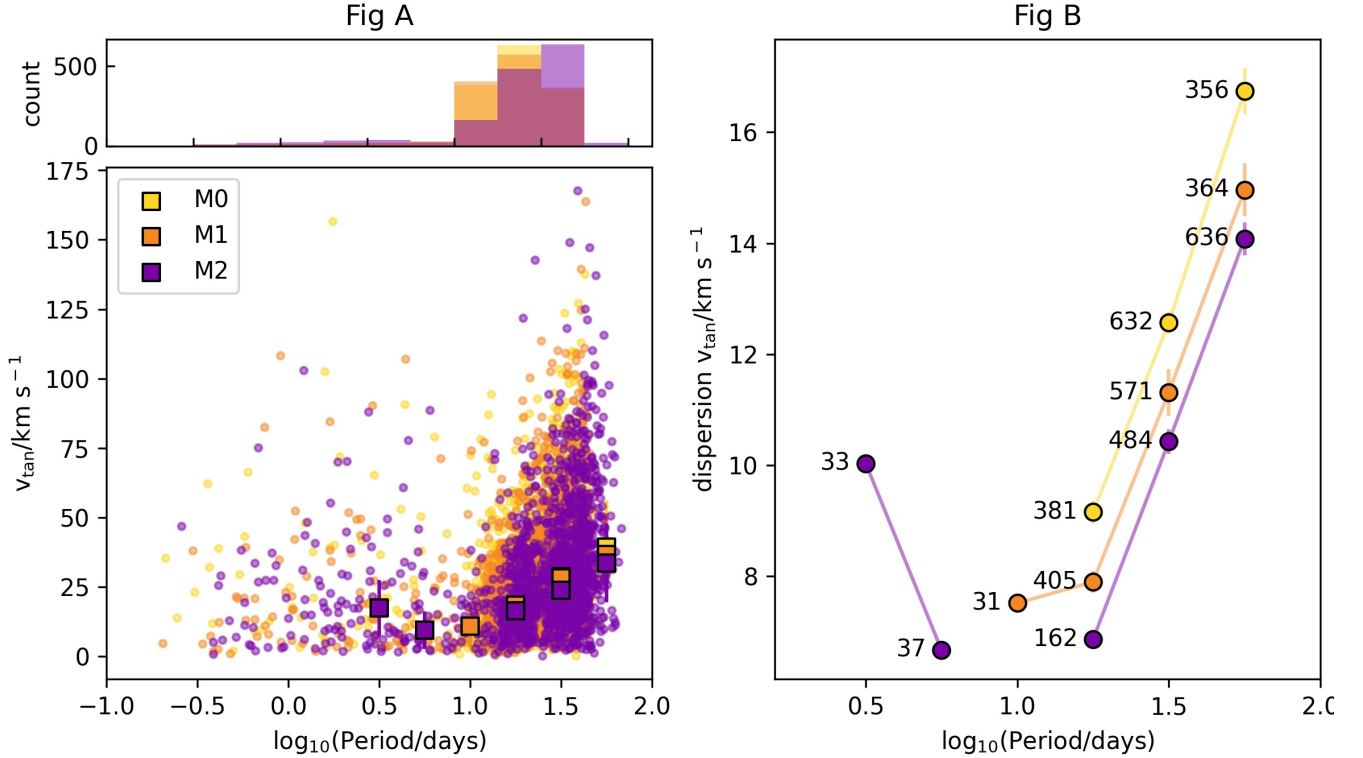 Fig A
Fig B
count
500
0
v_tan/km s⁻¹
175
150
125
100
75
50
25
0
M0
M1
M2
−1.0 −0.5 0.0 0.5 1.0 1.5 2.0
log₁₀(Period/days)
dispersion v_tan/km s⁻¹
16
14
12
10
8
356
364
636
632
571
484
33
381
405
31
162
37
0.5 1.0 1.5 2.0
log₁₀(Period/days)